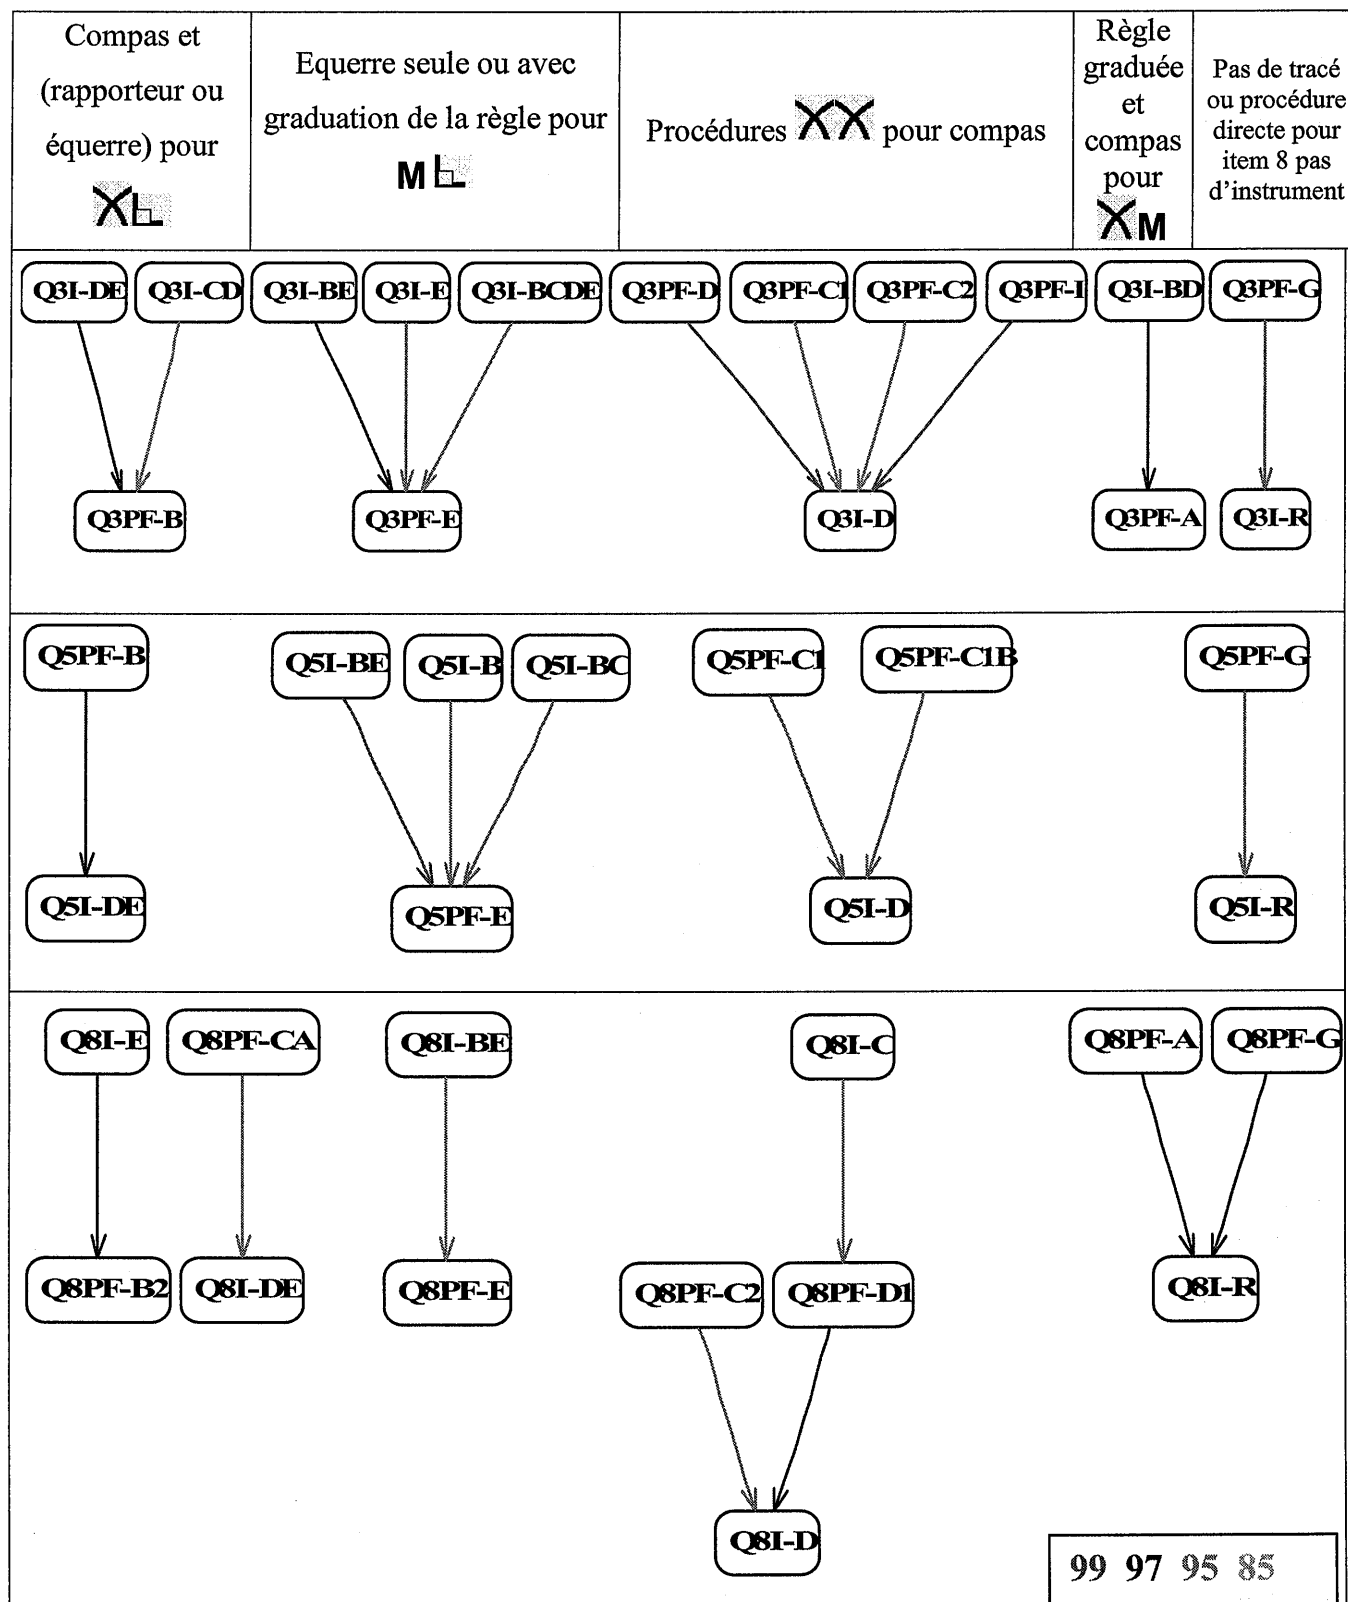 Compas et
(rapporteur ou
équerre) pour
Equerre seule ou avec
graduation de la règle pour
M
Procédures pour compas
Règle
graduée
et
compas
pour
M
Pas de tracé
ou procédure
directe pour
item 8 pas
d'instrument
Q3I-DE Q3I-CD Q3I-BE Q3I-E Q3I-BCDE Q3PF-D Q3PF-C1 Q3PF-C2 Q3PF-I Q3I-BD Q3PF-G
Q3PF-B Q3PF-E Q3I-D Q3PF-A Q3I-R
Q5PF-B Q5I-BE Q5I-B Q5I-BC Q5PF-C1 Q5PF-C1B Q5PF-G
Q5I-DE Q5PF-E Q5I-D Q5I-R
Q8I-E Q8PF-CA Q8I-BE Q8I-C Q8PF-A Q8PF-G
Q8PF-B2 Q8I-DE Q8PF-E Q8PF-C2 Q8PF-D1 Q8I-R
Q8I-D
99 97 95 85